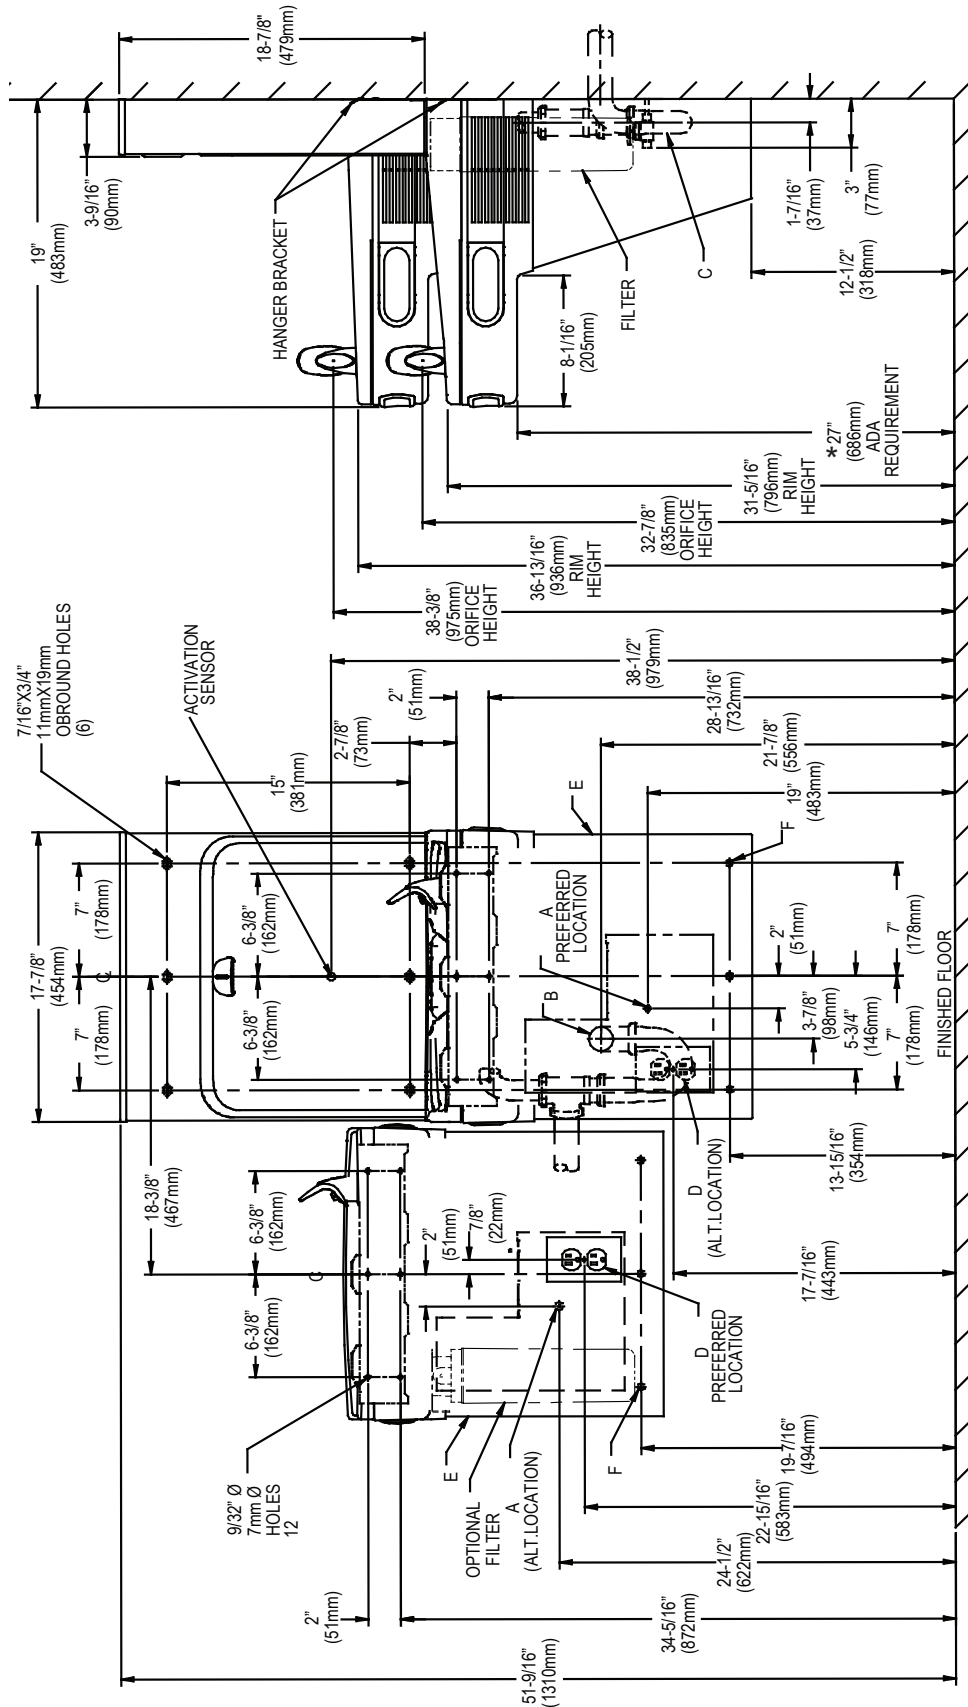 18-7/8"
(479mm)
19"
(483mm)
3-9/16"
(90mm)
HANGER BRACKET
1-7/16"
(37mm)
3"
(77mm)
12-1/2"
(318mm)
C
FILTER
8-1/16"
(205mm)
*27"
(686mm)
ADA
REQUIREMENT
31-5/16"
(796mm)
RIM
HEIGHT
32-7/8"
(835mm)
ORIFICE
HEIGHT
36-13/16"
(936mm)
RIM
HEIGHT
38-3/8"
(975mm)
ORIFICE
HEIGHT
7/16"X3/4"
11mmX19mm
OBROUND HOLES
(6)
ACTIVATION
SENSOR
38-1/2"
(979mm)
2"
(51mm)
2-7/8"
(73mm)
28-13/16"
(732mm)
15"
(381mm)
21-7/8"
(556mm)
19"
(483mm)
E
F
17-7/8"
(454mm)
7"
(178mm)
7"
(178mm)
6-3/8"
(162mm)
6-3/8"
(162mm)
A
PREFERRED
LOCATION
B
2"
(51mm)
3-7/8"
(98mm)
5-3/4"
(146mm)
7"
(178mm)
7"
(178mm)
FINISHED FLOOR
18-3/8"
(467mm)
6-3/8"
(162mm)
6-3/8"
(162mm)
2"
(51mm)
7/8"
(22mm)
D
(ALT.LOCATION)
13-15/16"
(354mm)
17-7/16"
(443mm)
D
PREFERRED
LOCATION
9/32" Ø
7mm Ø
HOLES
12
E
OPTIONAL
FILTER
A
(ALT.LOCATION)
F
19-7/16"
(494mm)
22-15/16"
(583mm)
24-1/2"
(622mm)
2"
(51mm)
34-5/16"
(872mm)
51-9/16"
(1310mm)